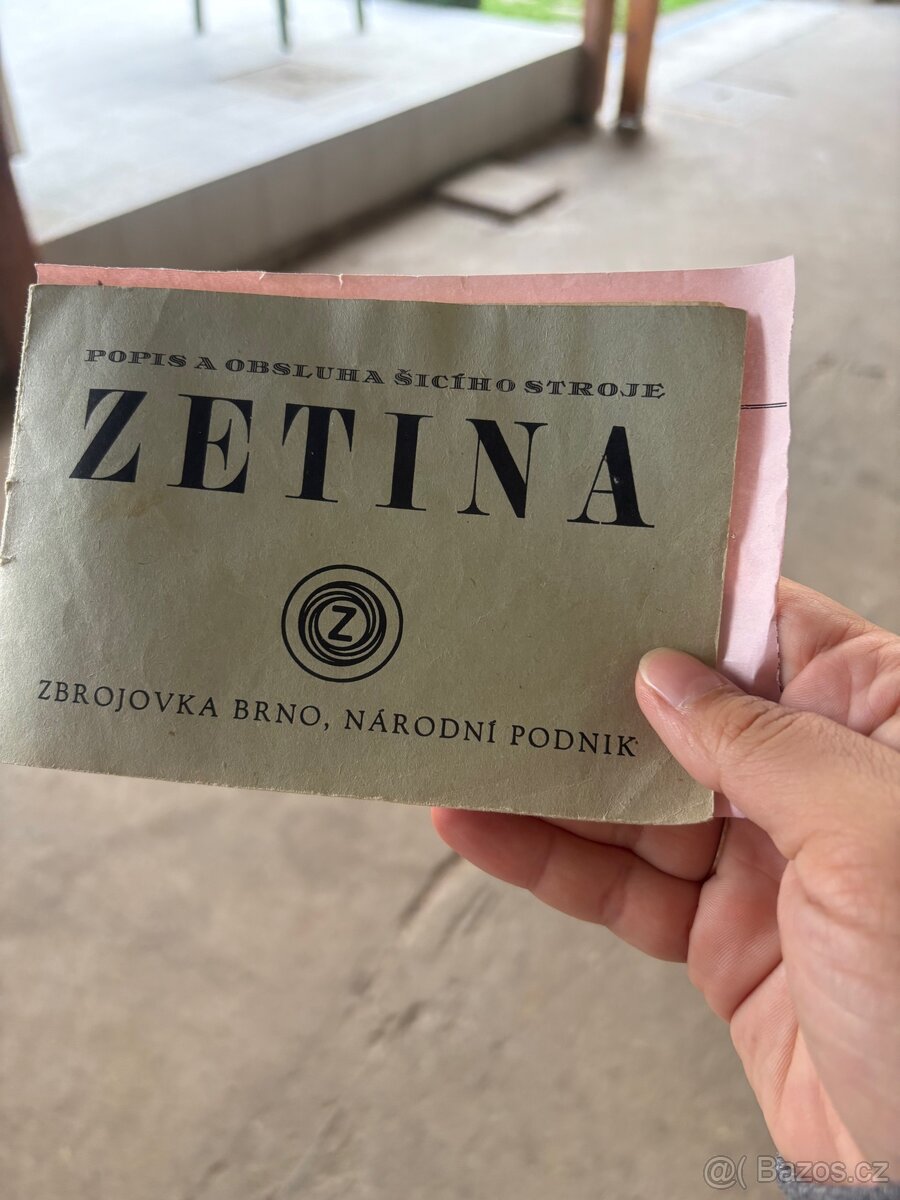 POPIS A OBSLUHA ŠICÍHO STROJE
ZETINA
Z
ZBROJOVKA BRNO, NÁRODNÍ PODNIK
@( Bazos.cz